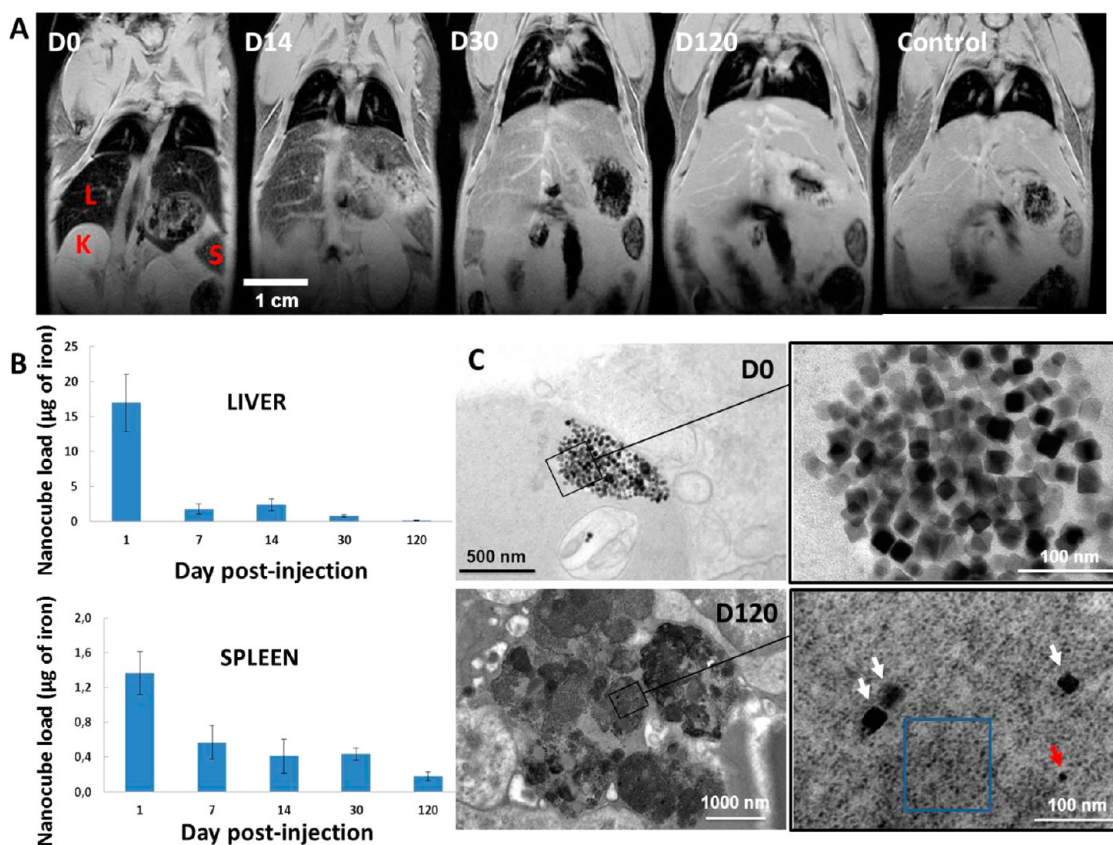 A
D0
D14
D30
D120
Control
L
K
S
1 cm
B
Nanocube load (µg of iron)
25
20
15
10
5
0
LIVER
1 7 14 30 120
Day post-injection
Nanocube load (µg of iron)
1,6
1,2
0,8
0,4
0,0
SPLEEN
1 7 14 30 120
Day post-injection
C
D0
500 nm
100 nm
D120
1000 nm
100 nm